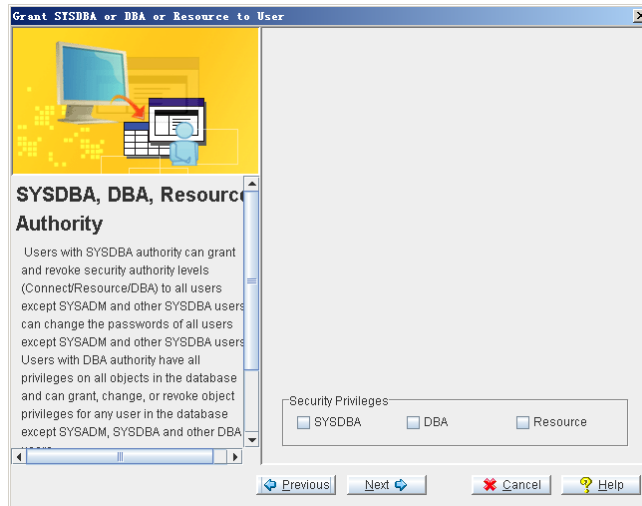 Grant SYSDBA or DBA or Resource to User
SYSDBA, DBA, Resource
Authority
Users with SYSDBA authority can grant
and revoke security authority levels
(Connect/Resource/DBA) to all users
except SYSADM and other SYSDBA users
can change the passwords of all users
except SYSADM and other SYSDBA users
Users with DBA authority have all
privileges on all objects in the database
and can grant, change, or revoke object
privileges for any user in the database
except SYSADM, SYSDBA and other DBA
Security Privileges
SYSDBA DBA Resource
Previous Next Cancel Help